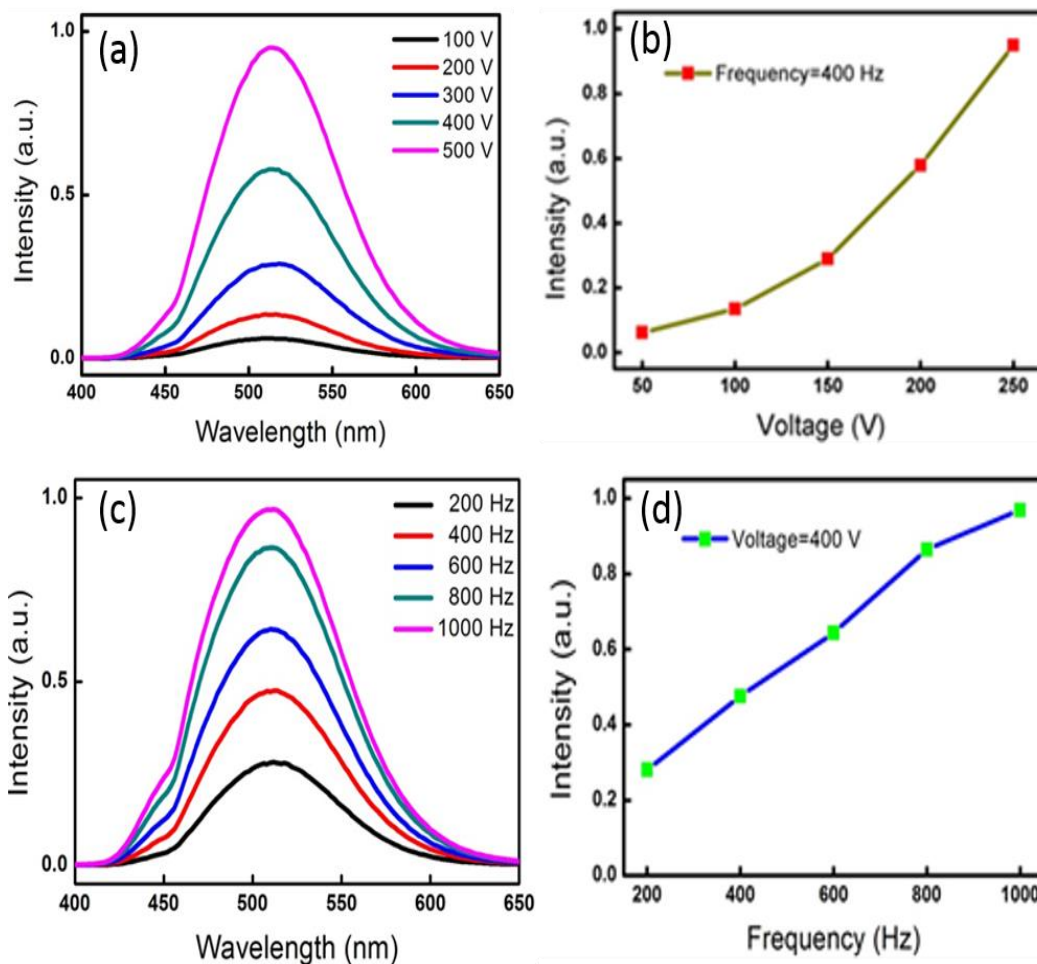 (a)
1.0
0.5
0.0
Intensity (a.u.)
100 V
200 V
300 V
400 V
500 V
400 450 500 550 600 650
Wavelength (nm)
(b)
1.0
0.8
0.6
0.4
0.2
0.0
Intensity (a.u.)
Frequency=400 Hz
50 100 150 200 250
Voltage (V)
(c)
1.0
0.5
0.0
Intensity (a.u.)
200 Hz
400 Hz
600 Hz
800 Hz
1000 Hz
400 450 500 550 600 650
Wavelength (nm)
(d)
1.0
0.8
0.6
0.4
0.2
0.0
Intensity (a.u.)
Voltage=400 V
200 400 600 800 1000
Frequency (Hz)